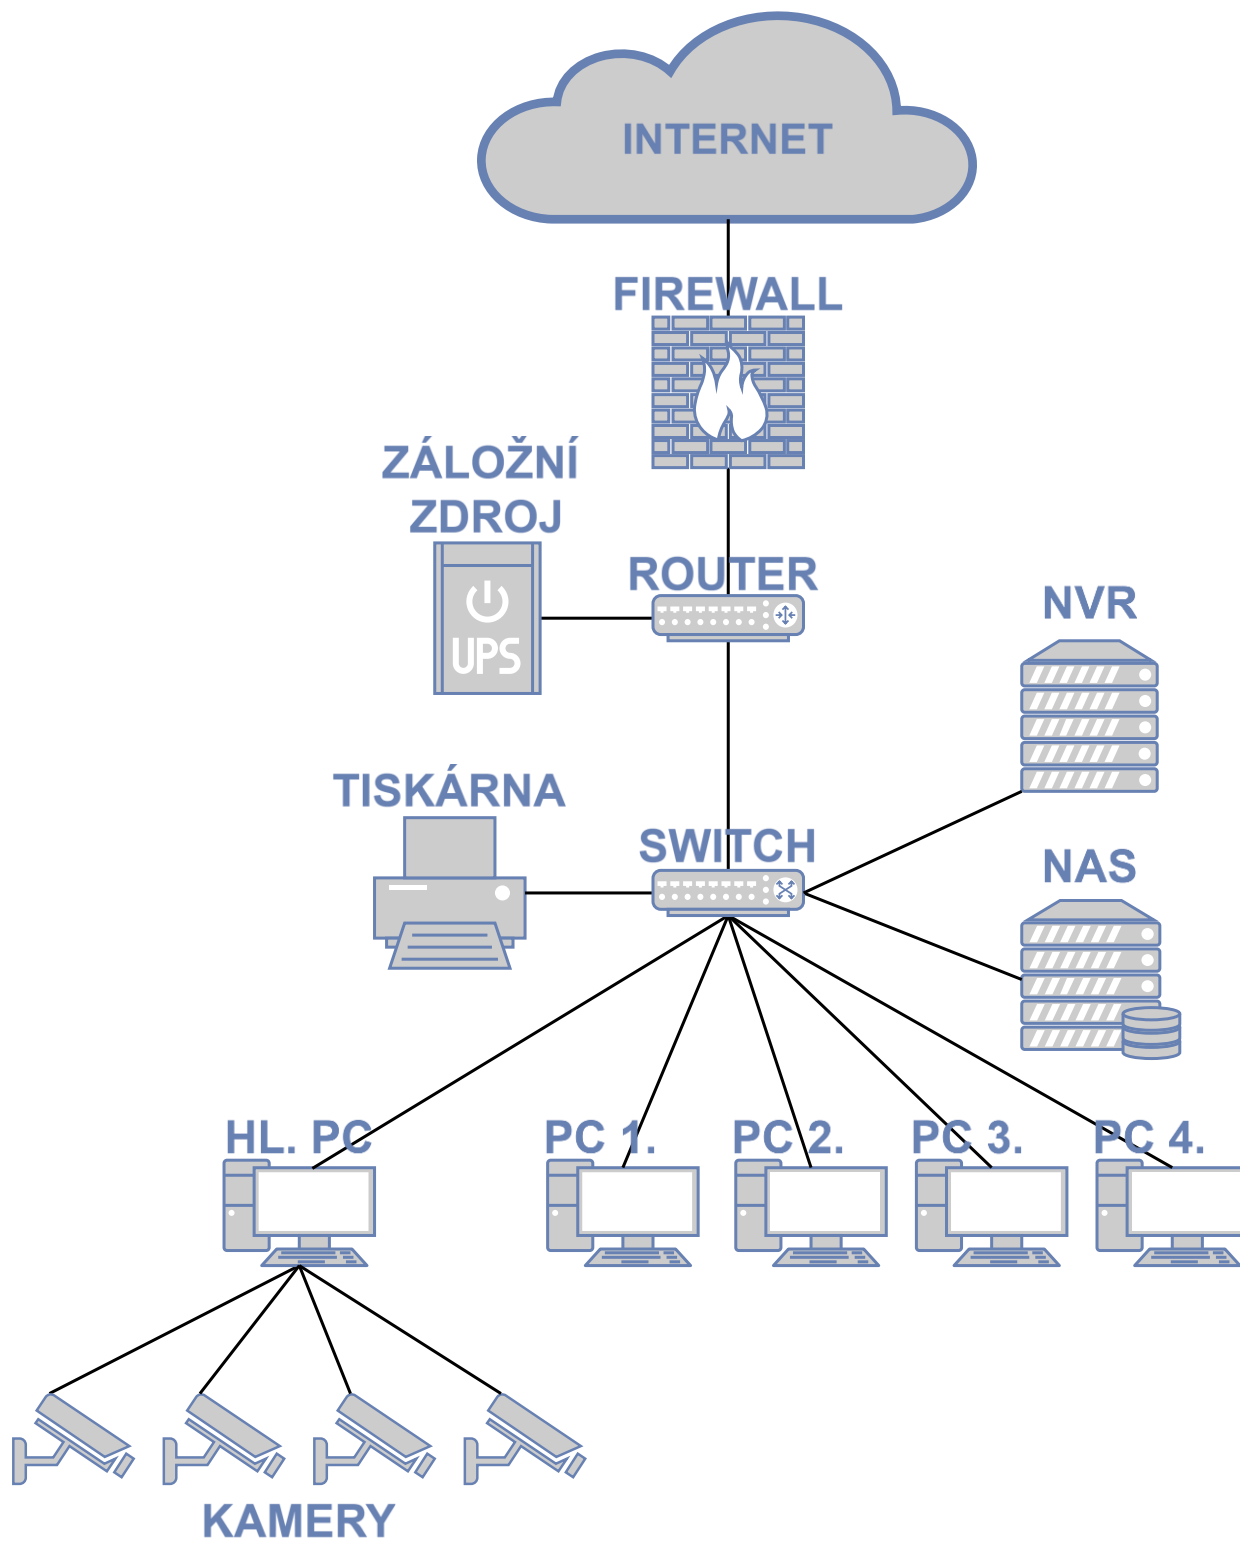 INTERNET
FIREWALL
ZÁLOŽNÍ
ZDROJ
UPS
ROUTER
NVR
TISKÁRNA
SWITCH
NAS
HL. PC
PC 1.
PC 2.
PC 3.
PC 4.
KAMERY